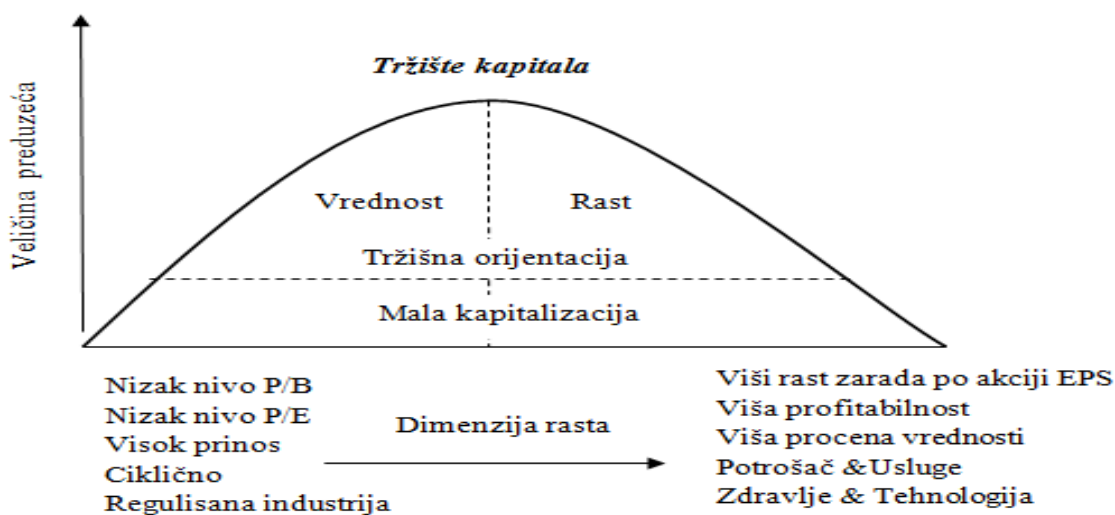 Tržište kapitala
Veličina preduzeća
Vrednost
Rast
Tržišna orijentacija
Mala kapitalizacija
Nizak nivo P/B
Nizak nivo P/E
Visok prinos
Ciklično
Regulisana industrija
Dimenzija rasta
Viši rast zarada po akciji EPS
Viša profitabilnost
Viša procena vrednosti
Potrošač &Usluge
Zdravlje & Tehnologija